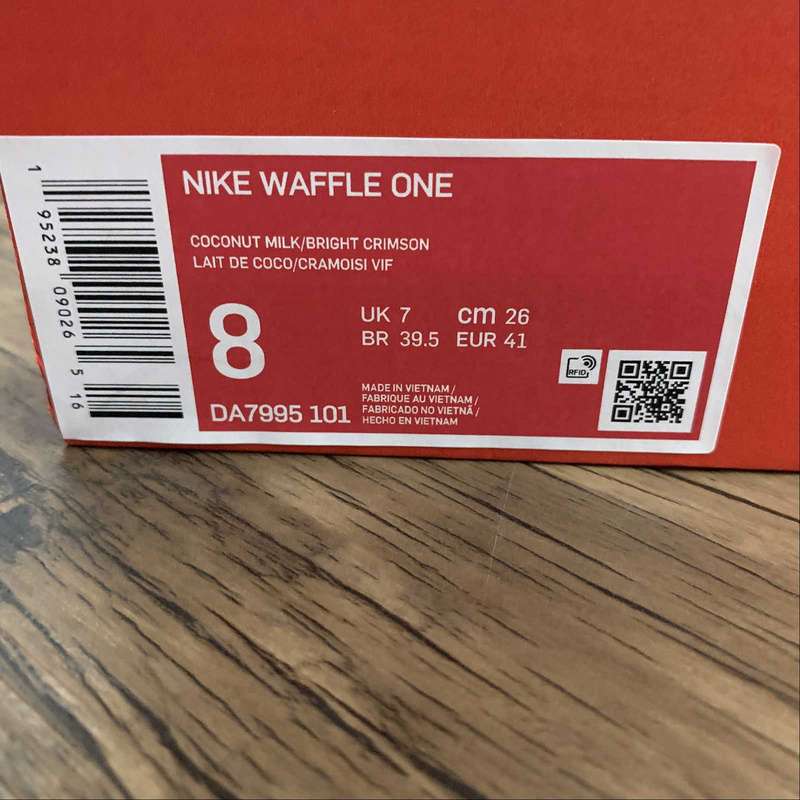 1 95238 09026 5 16
NIKE WAFFLE ONE
COCONUT MILK/BRIGHT CRIMSON
LAIT DE COCO/CRAMOISI VIF
8
UK 7 cm 26
BR 39.5 EUR 41
DA7995 101
MADE IN VIETNAM /
FABRIQUE AU VIETNAM /
FABRICADO NO VIETNÃ /
HECHO EN VIETNAM
RFID